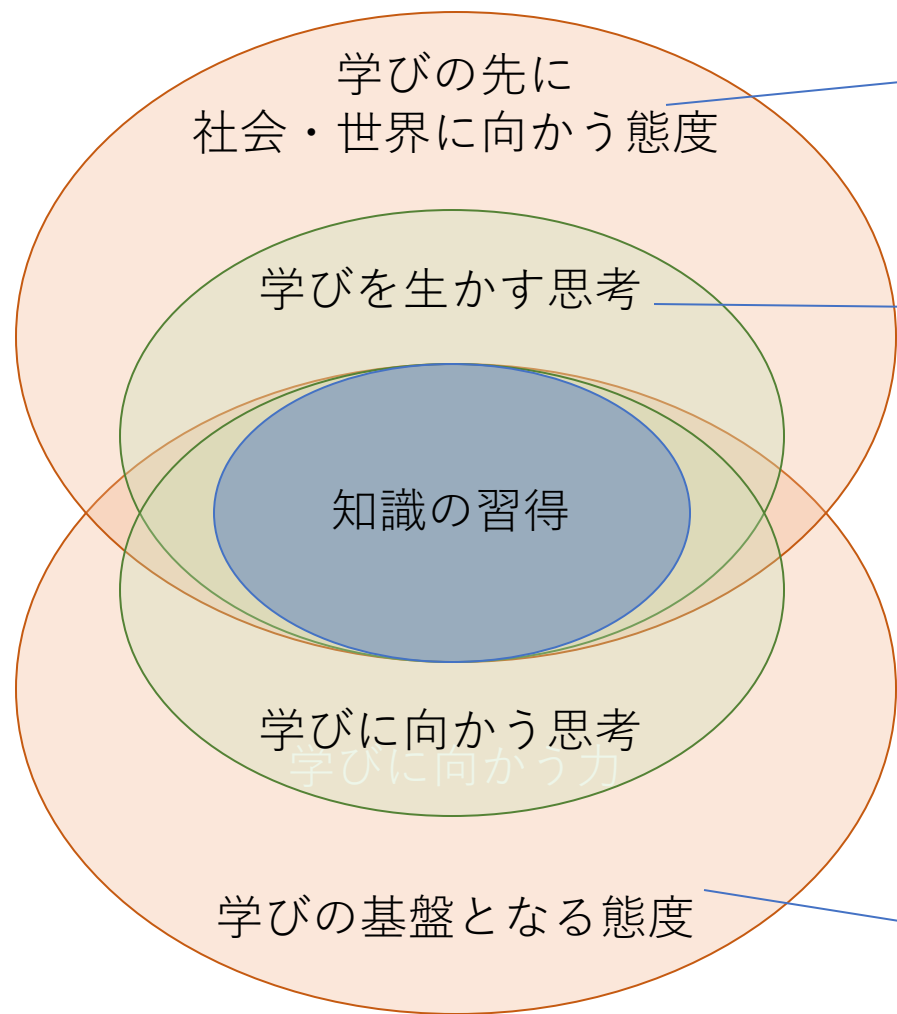 学びの先に
社会・世界に向かう態度
学びを生かす思考
知識の習得
学びに向かう思考
学びに向かう力
学びの基盤となる態度